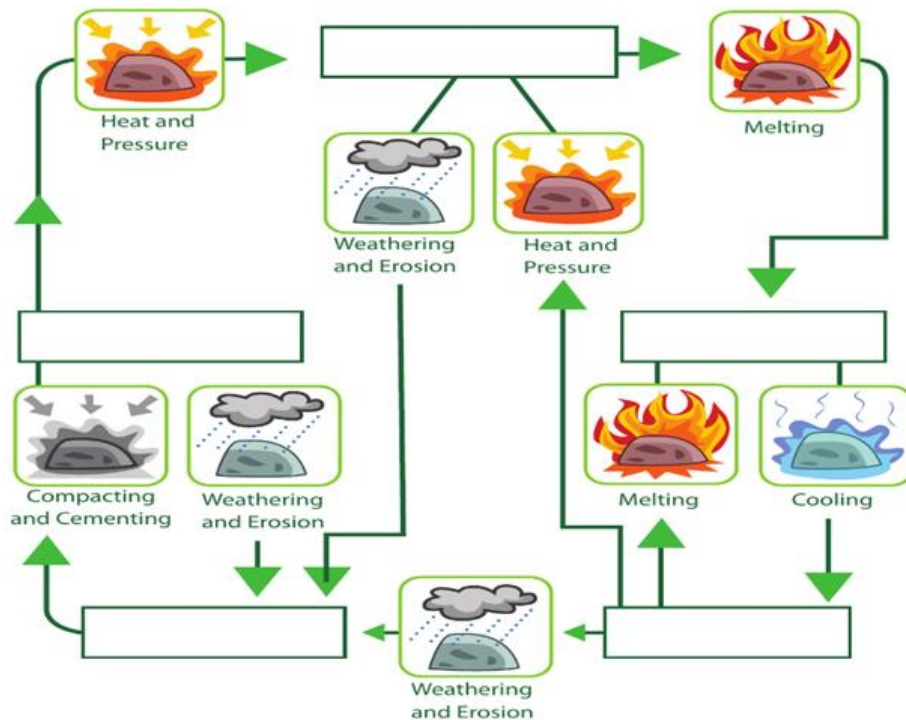 Heat and
Pressure
Melting
Weathering
and Erosion
Heat and
Pressure
Compacting
and Cementing
Weathering
and Erosion
Melting
Cooling
Weathering
and Erosion